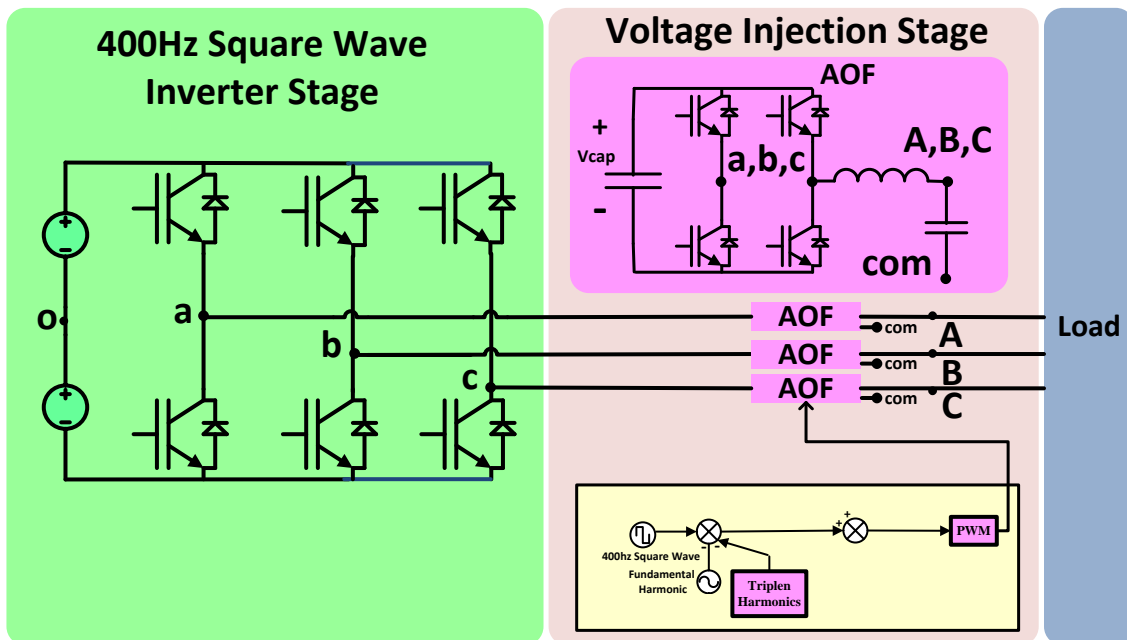 400Hz Square Wave
Inverter Stage
+
-
o
+
-
a
b
c
Voltage Injection Stage
AOF
+
Vcap
-
a,b,c
A,B,C
com
AOF
com
A
AOF
com
B
AOF
com
C
Load
400hz Square Wave
Fundamental
Harmonic
- -
Triplen
Harmonics
+
+
PWM